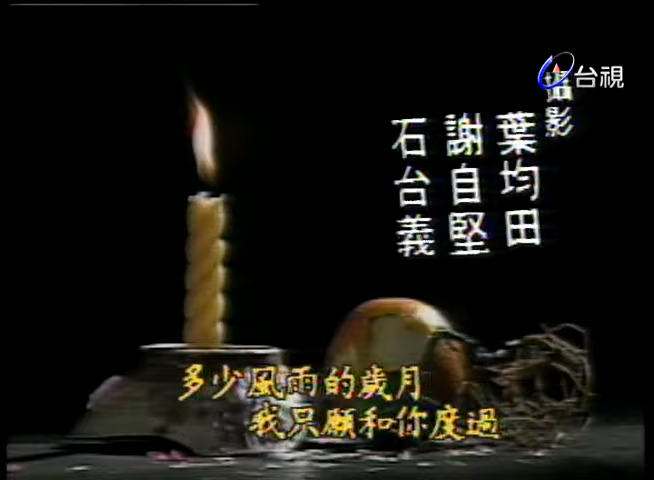 台視
攝影
葉均田
謝自堅
石台義
多少風雨的歲月
我只願和你度過